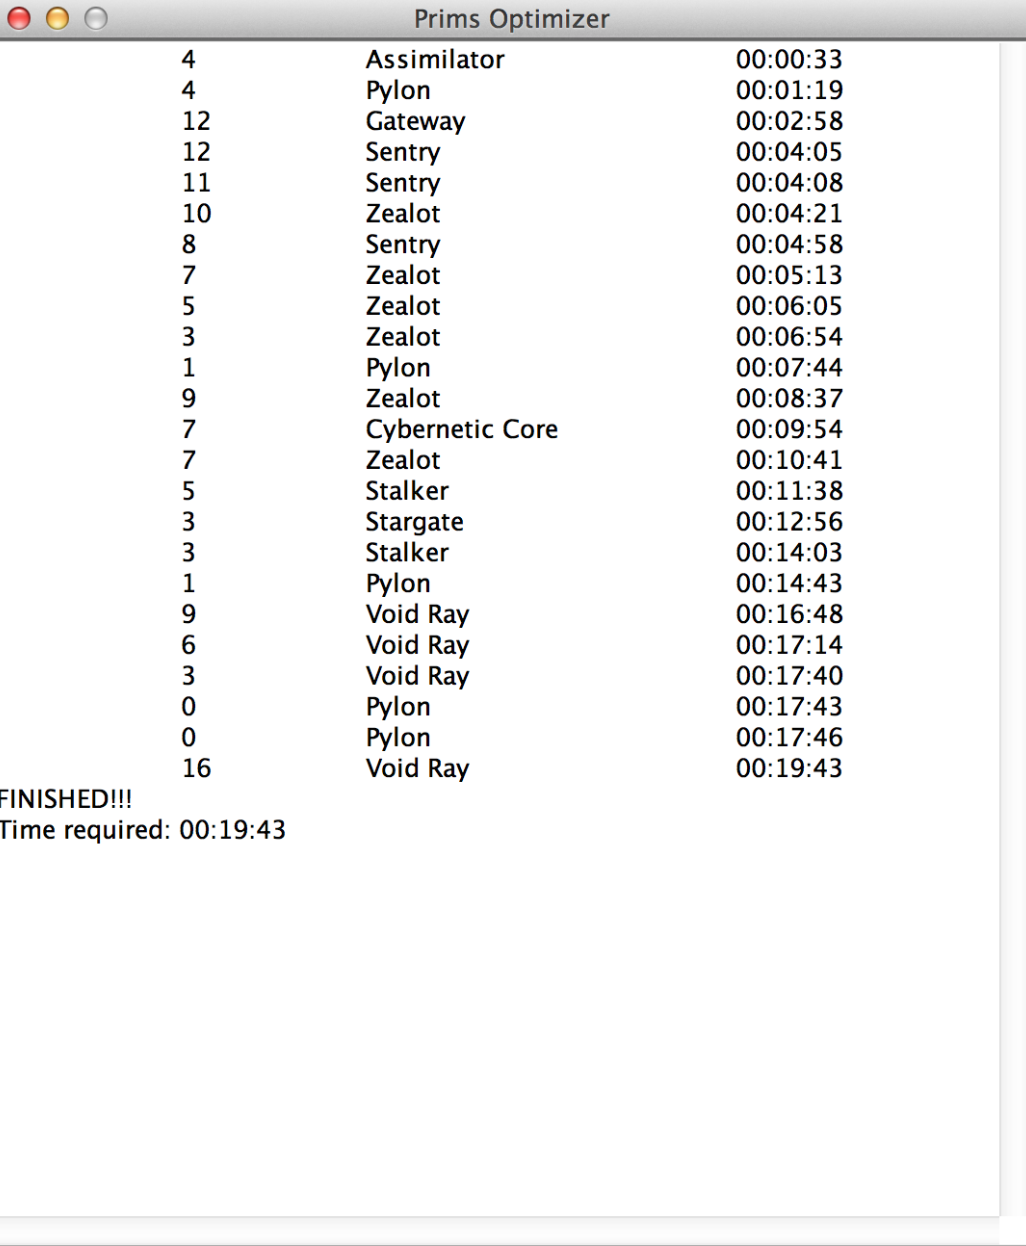 Prims Optimizer
4 Assimilator 00:00:33
4 Pylon 00:01:19
12 Gateway 00:02:58
12 Sentry 00:04:05
11 Sentry 00:04:08
10 Zealot 00:04:21
8 Sentry 00:04:58
7 Zealot 00:05:13
5 Zealot 00:06:05
3 Zealot 00:06:54
1 Pylon 00:07:44
9 Zealot 00:08:37
7 Cybernetic Core 00:09:54
7 Zealot 00:10:41
5 Stalker 00:11:38
3 Stargate 00:12:56
3 Stalker 00:14:03
1 Pylon 00:14:43
9 Void Ray 00:16:48
6 Void Ray 00:17:14
3 Void Ray 00:17:40
0 Pylon 00:17:43
0 Pylon 00:17:46
16 Void Ray 00:19:43
FINISHED!!!
Time required: 00:19:43